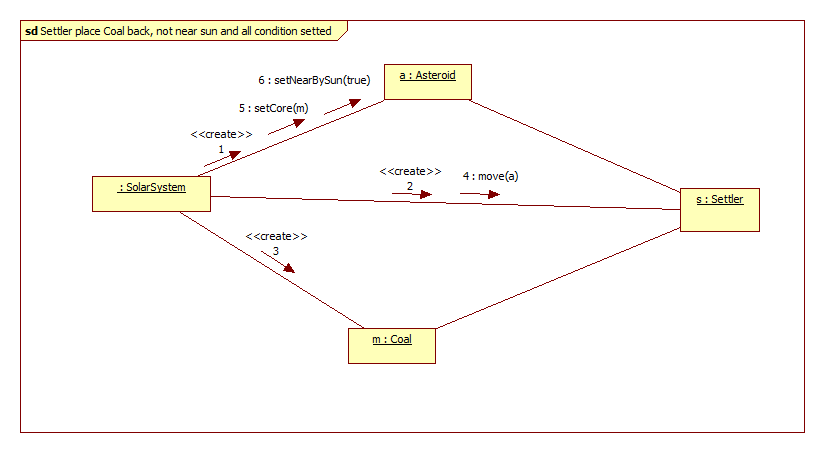 sd Settler place Coal back, not near sun and all condition setted
a : Asteroid
6 : setNearBySun(true)
5 : setCore(m)
<<create>>
1
<<create>>
2
4 : move(a)
: SolarSystem
s : Settler
<<create>>
3
m : Coal